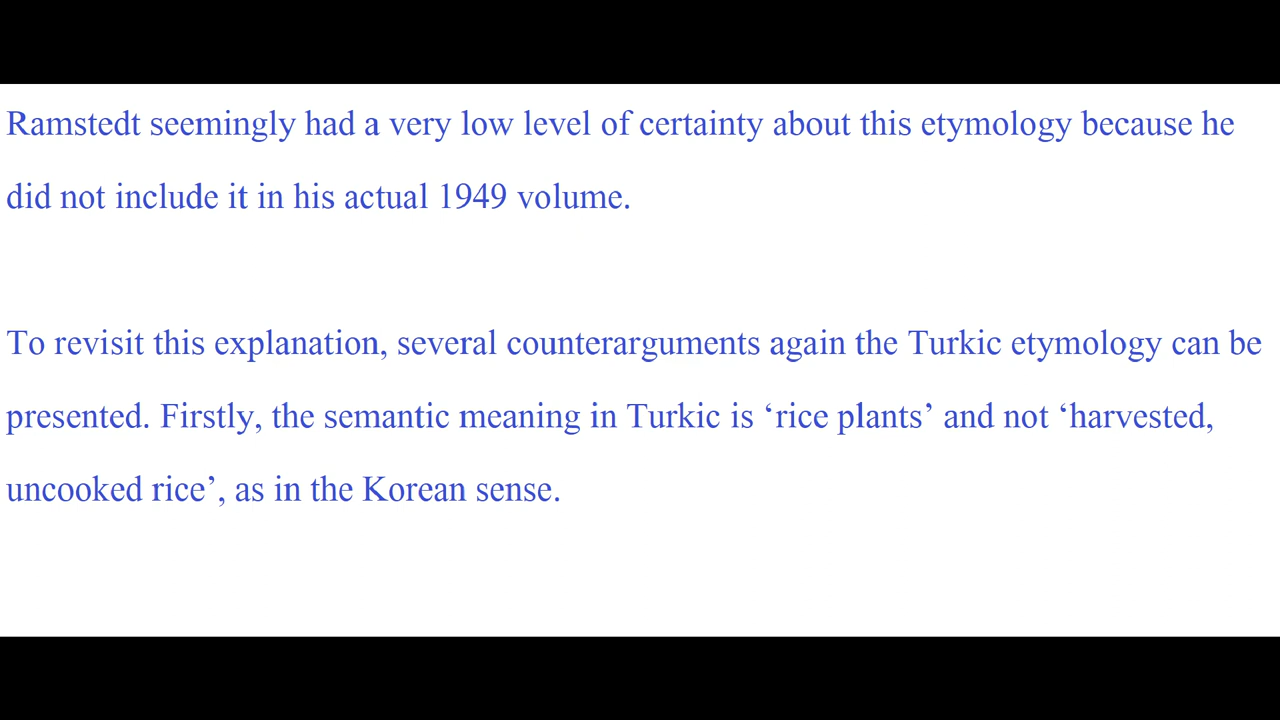 Ramstedt seemingly had a very low level of certainty about this etymology because he
did not include it in his actual 1949 volume.
To revisit this explanation, several counterarguments again the Turkic etymology can be
presented. Firstly, the semantic meaning in Turkic is ‘rice plants’ and not ‘harvested,
uncooked rice’, as in the Korean sense.